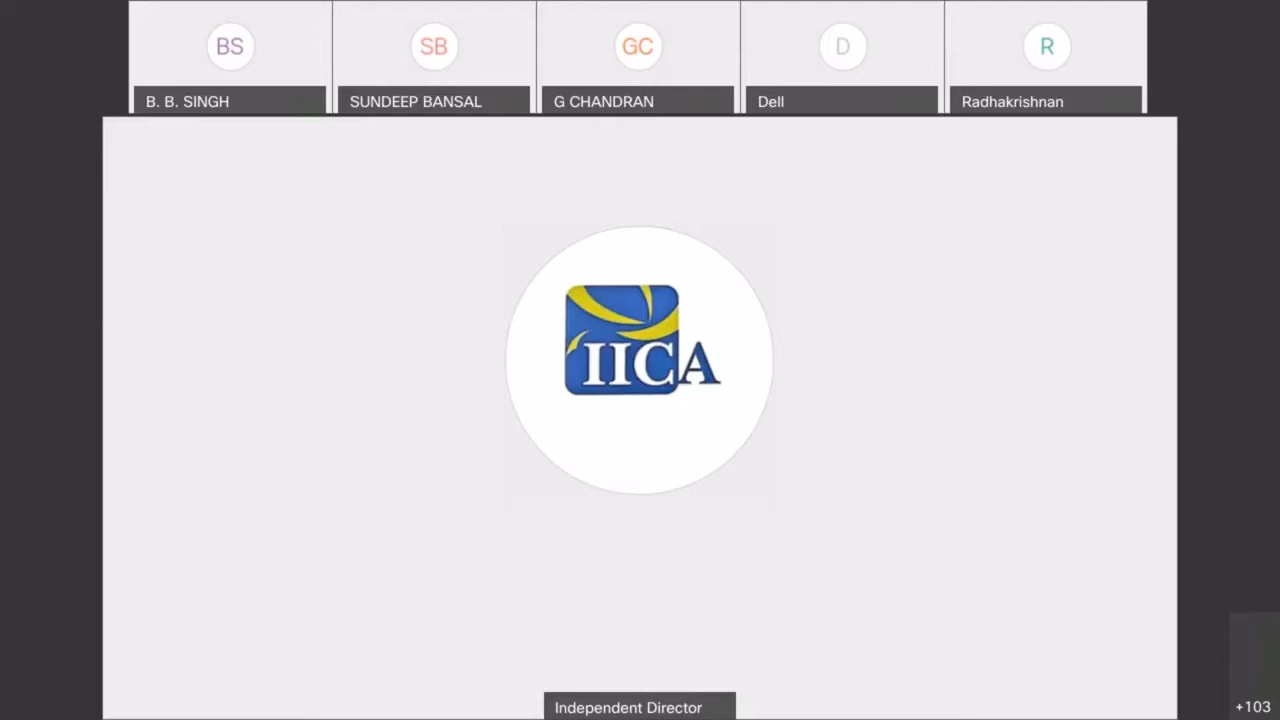 BS
SB
GC
D
R
B. B. SINGH
SUNDEEP BANSAL
G CHANDRAN
Dell
Radhakrishnan
IICA
Independent Director
+103